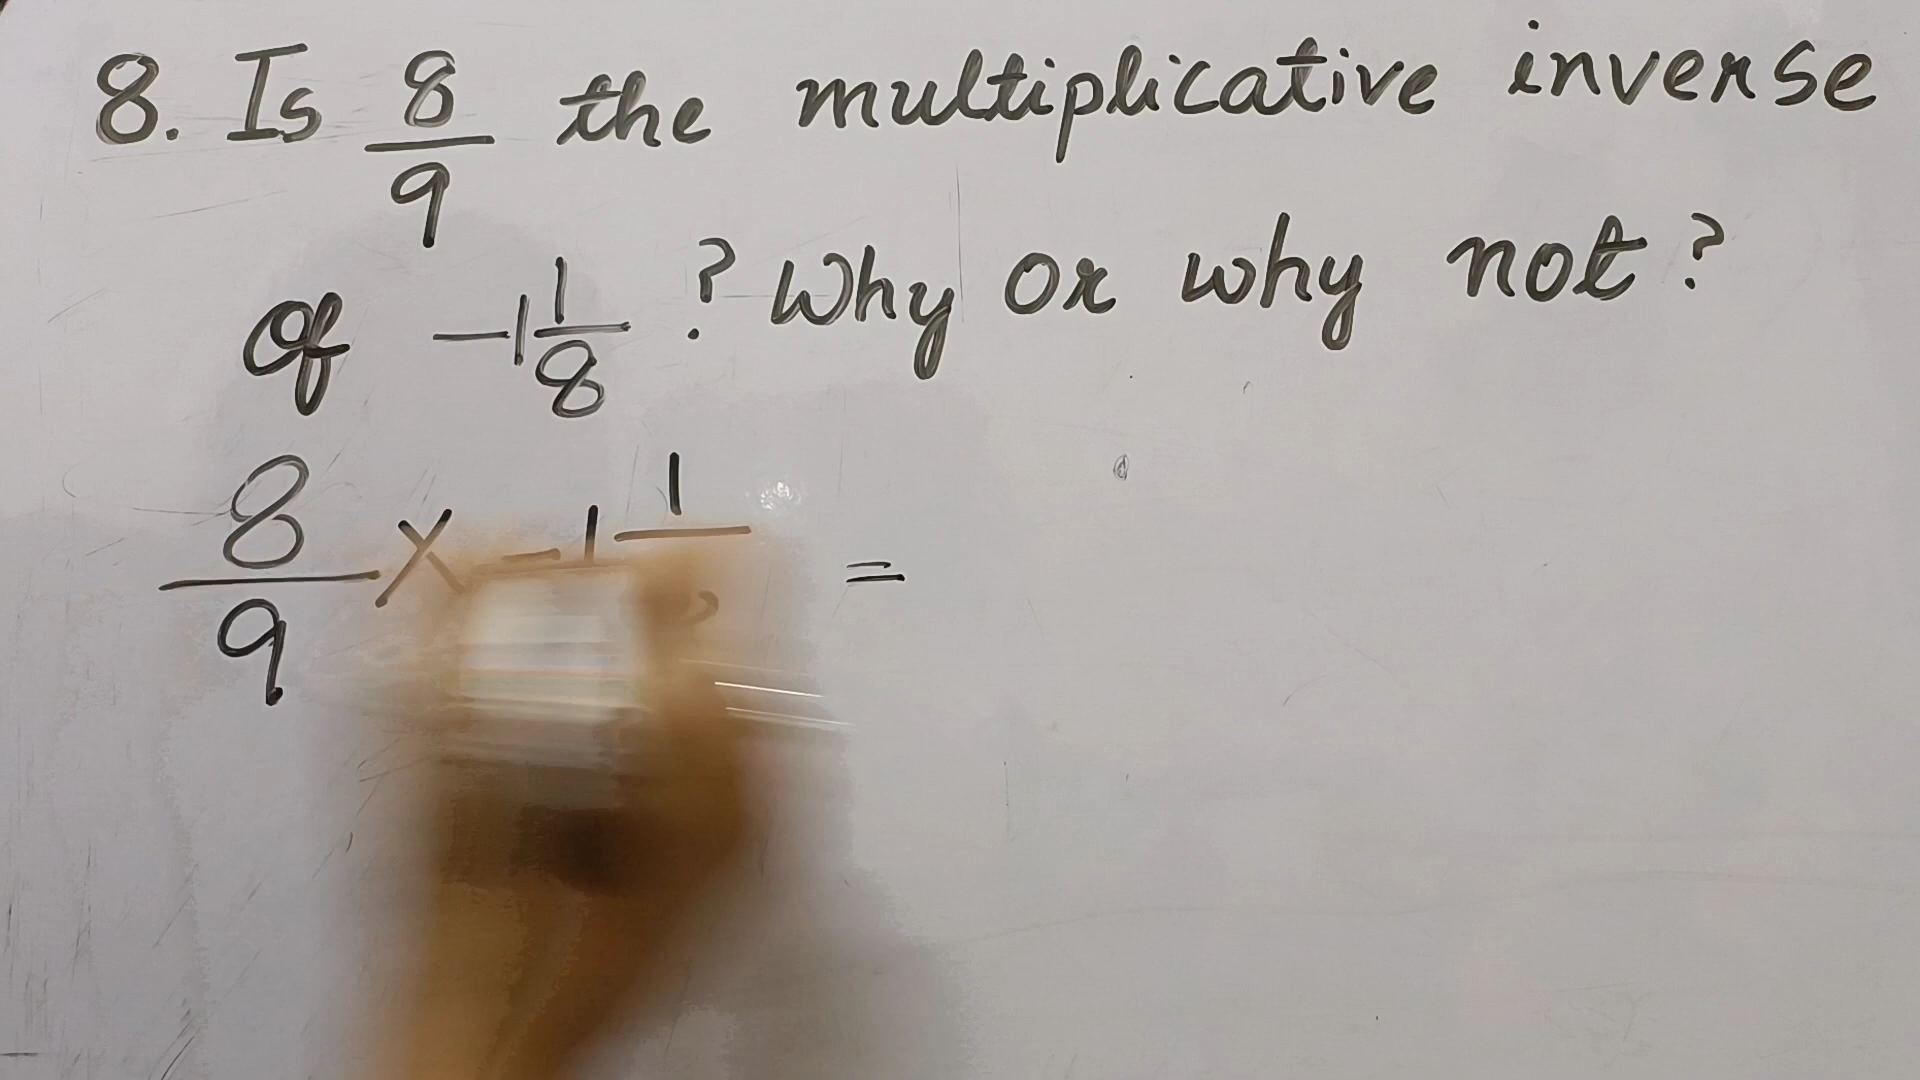 8. Is 8/9 the multiplicative inverse
of -1 1/8 ? Why or why not?
8/9 × -1 1/ =